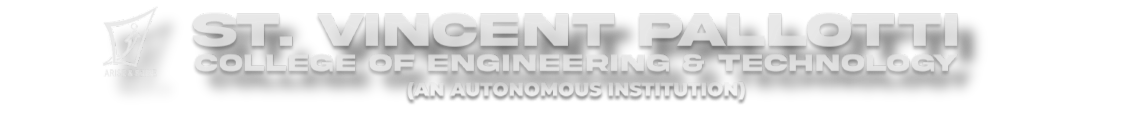 ST. VINCENT PALLOTTI
COLLEGE OF ENGINEERING & TECHNOLOGY
(AN AUTONOMOUS INSTITUTION)